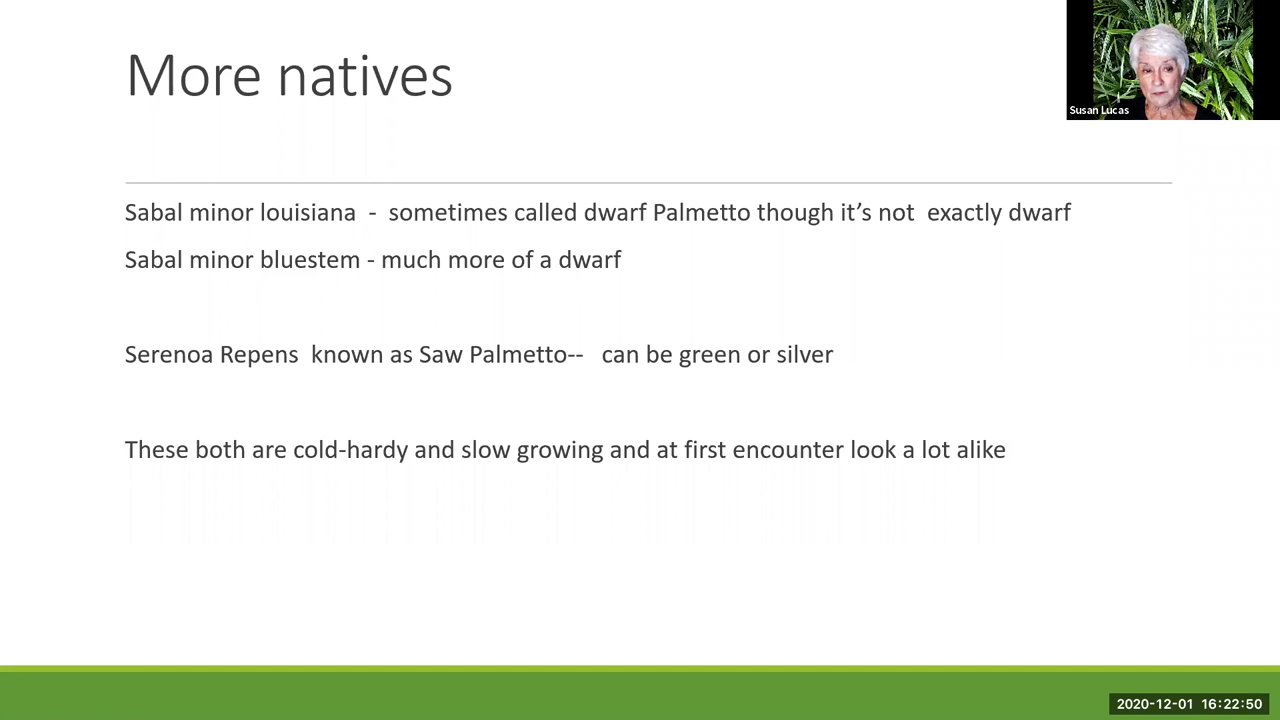 More natives
Susan Lucas
Sabal minor louisiana - sometimes called dwarf Palmetto though it’s not exactly dwarf
Sabal minor bluestem - much more of a dwarf
Serenoa Repens known as Saw Palmetto-- can be green or silver
These both are cold-hardy and slow growing and at first encounter look a lot alike
2020-12-01 16:22:50